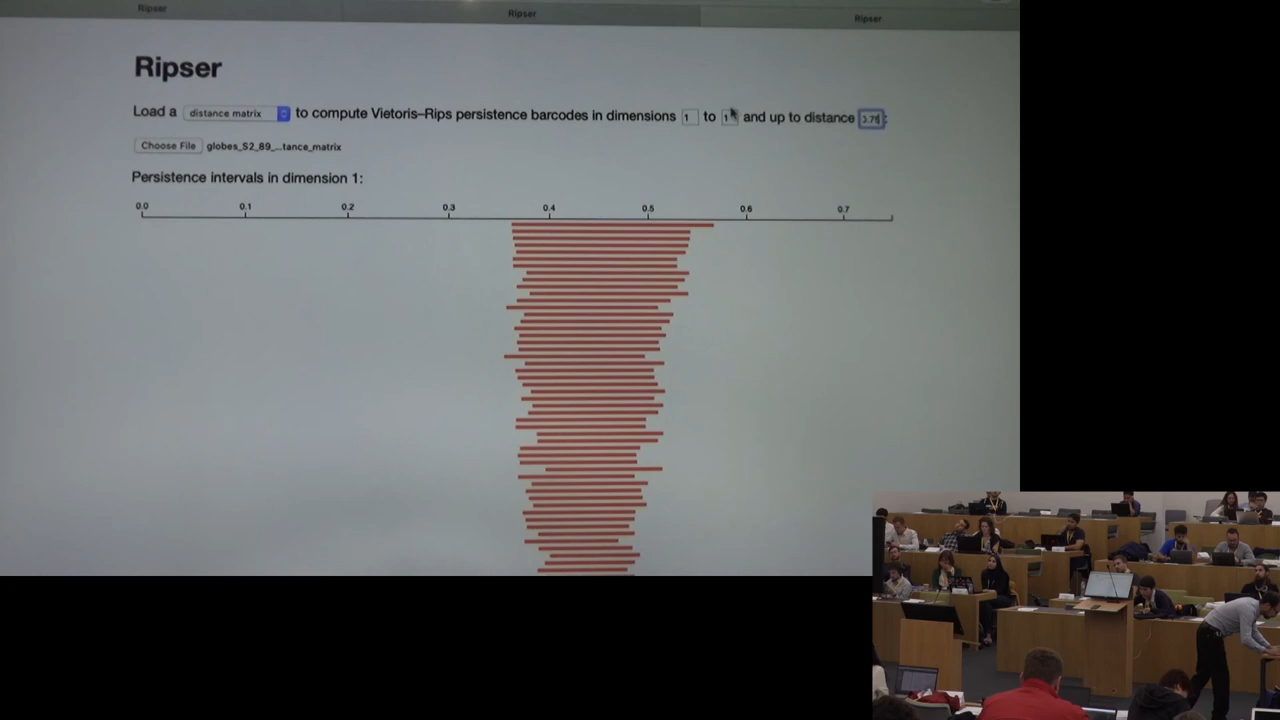 Ripser Ripser Ripser
Ripser
Load a distance matrix to compute Vietoris–Rips persistence barcodes in dimensions 1 to 1 and up to distance
Choose File globes_S2_89_...tance_matrix
Persistence intervals in dimension 1:
0.0 0.1 0.2 0.3 0.4 0.5 0.6 0.7